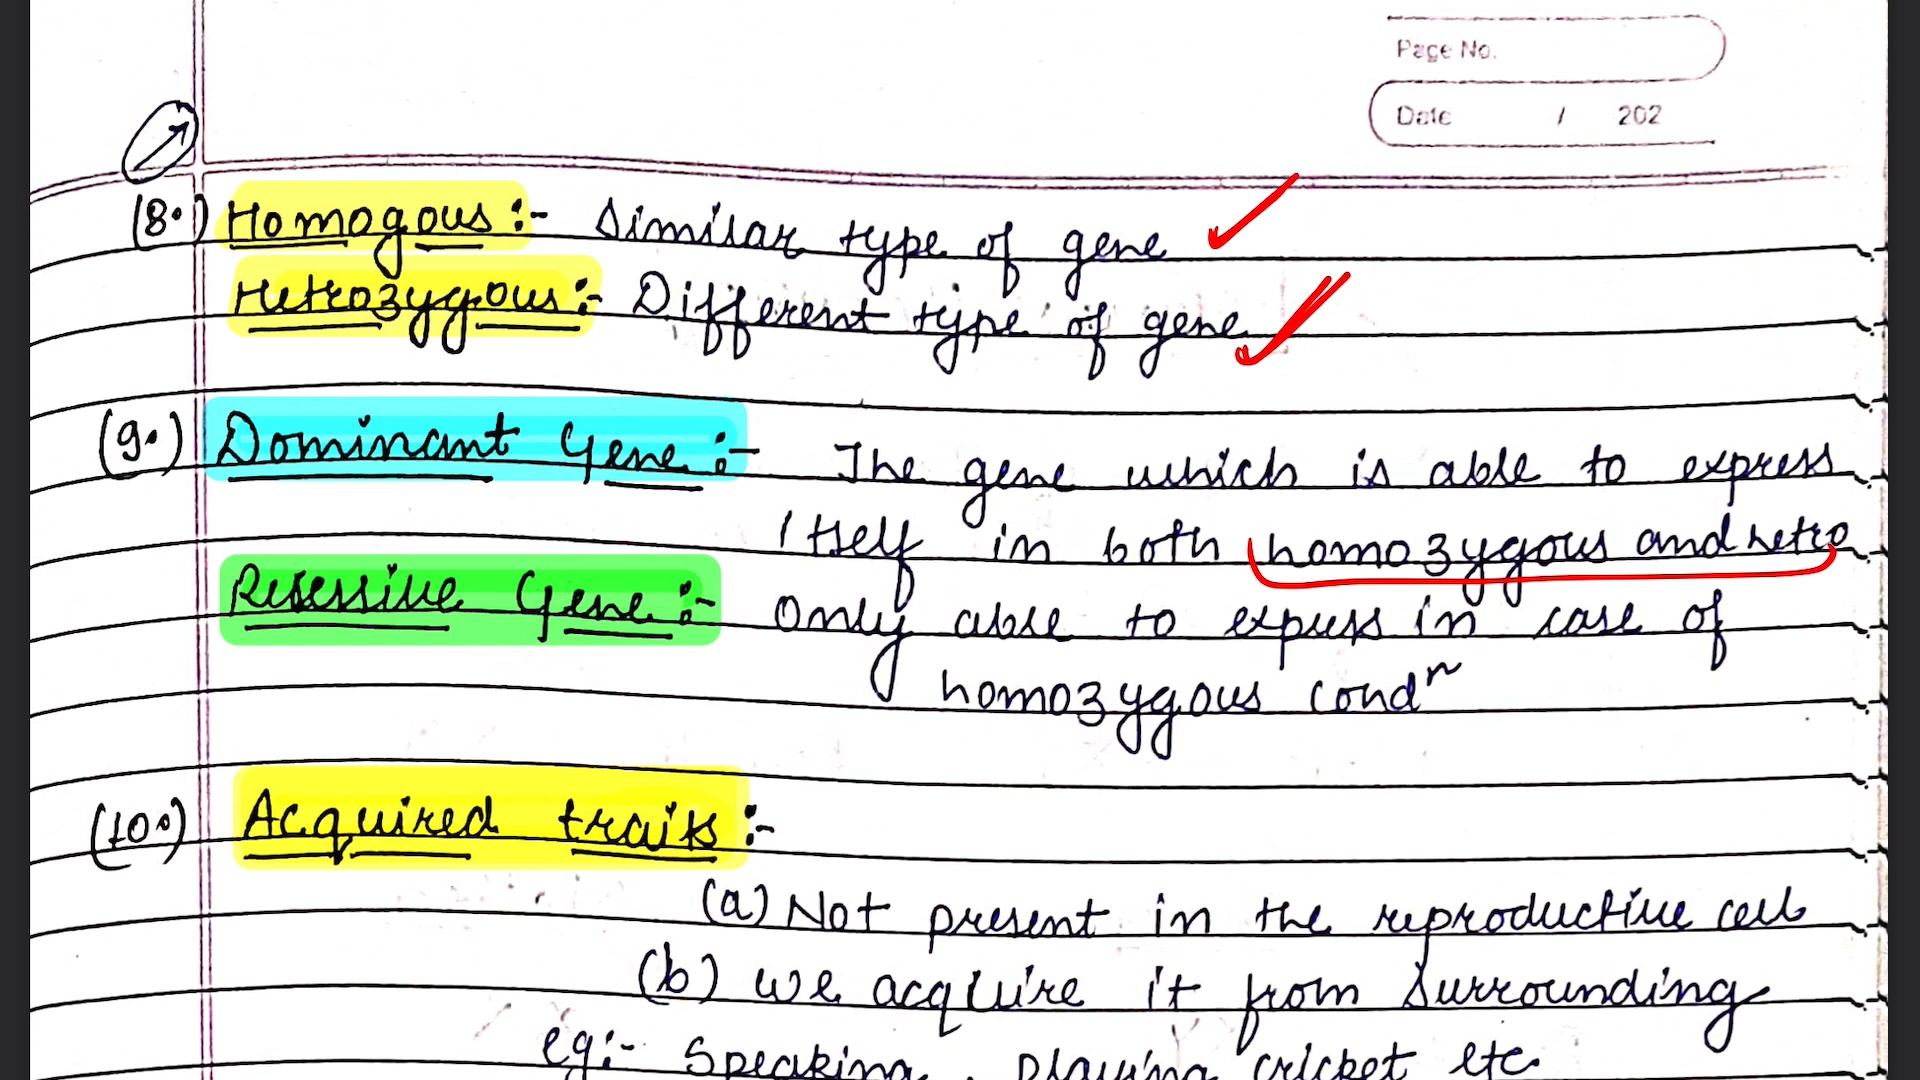 Page No.
Date / 202
(8.) Homogous :- Similar type of gene
Hetrozygous :- Different type of gene
(9.) Dominant Gene :- The gene which is able to express
itself in both homozygous and hetro
Resessive Gene :- Only able to express in case of
homozygous condn
(10.) Acquired traits :-
(a) Not present in the reproductive cell
(b) We acquire it from surrounding
eg:- Speaking, Playing cricket etc